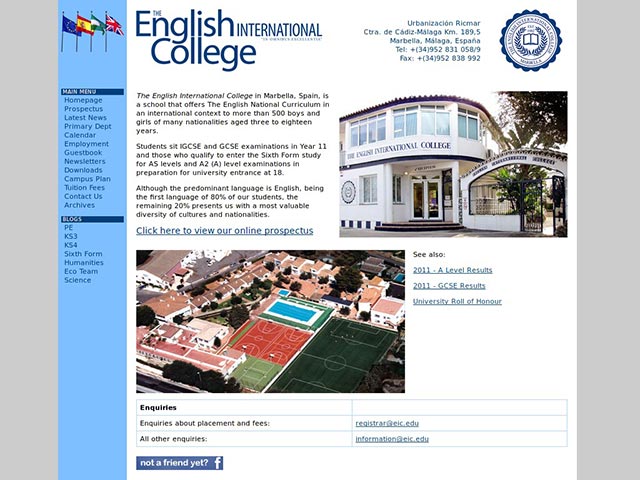 THE English INTERNATIONAL
College
"IN OMNIBUS EXCELLENTIA"
Urbanización Ricmar
Ctra. de Cádiz-Málaga Km. 189,5
Marbella, Málaga, España
Tel: +(34)952 831 058/9
Fax: +(34)952 838 992
MAIN MENU
Homepage
Prospectus
Latest News
Primary Dept
Calendar
Employment
Guestbook
Newsletters
Downloads
Campus Plan
Tuition Fees
Contact Us
Archives
BLOGS
PE
KS3
KS4
Sixth Form
Humanities
Eco Team
Science
The English International College in Marbella, Spain, is
a school that offers The English National Curriculum in
an international context to more than 500 boys and
girls of many nationalities aged three to eighteen
years.
Students sit IGCSE and GCSE examinations in Year 11
and those who qualify to enter the Sixth Form study
for AS levels and A2 (A) level examinations in
preparation for university entrance at 18.
Although the predominant language is English, being
the first language of 80% of our students, the
remaining 20% presents us with a most valuable
diversity of cultures and nationalities.
Click here to view our online prospectus
THE ENGLISH INTERNATIONAL COLLEGE
See also:
2011 - A Level Results
2011 - GCSE Results
University Roll of Honour
Enquiries
Enquiries about placement and fees: registrar@eic.edu
All other enquiries: information@eic.edu
not a friend yet? f